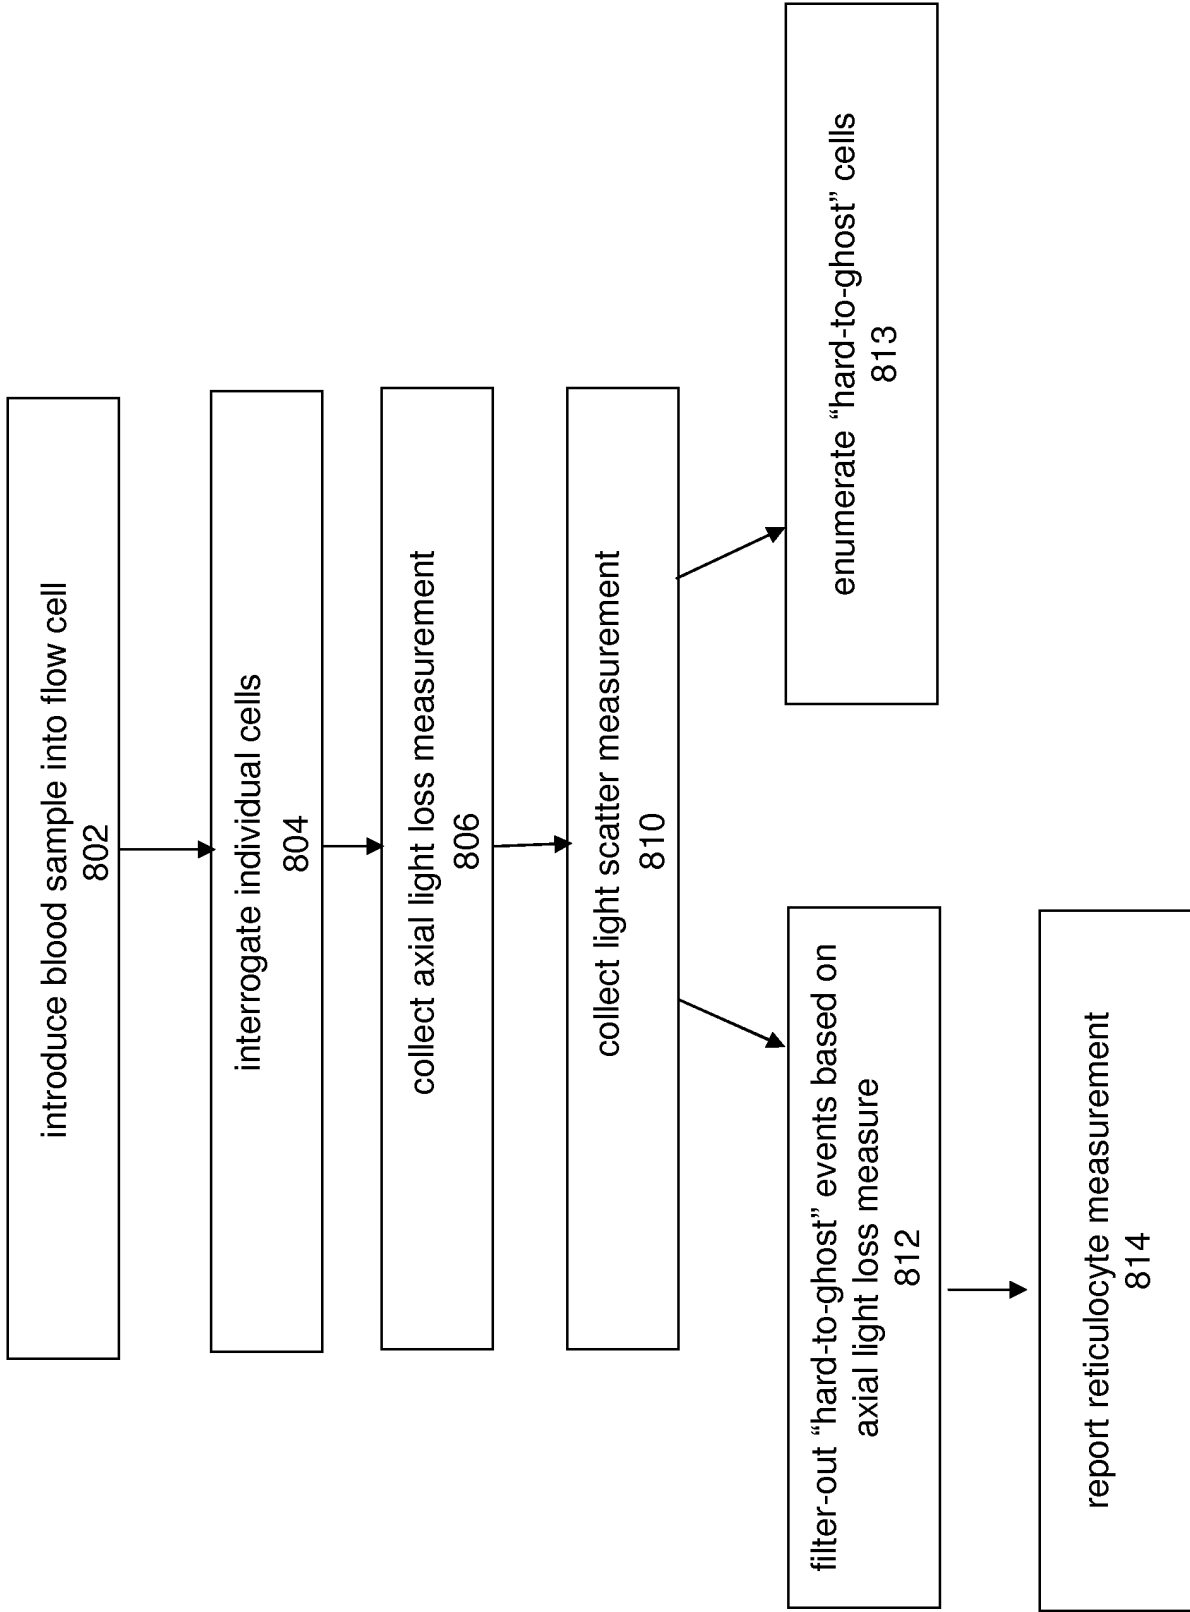 introduce blood sample into flow cell
802
interrogate individual cells
804
collect axial light loss measurement
806
collect light scatter measurement
810
filter-out “hard-to-ghost” events based on
axial light loss measure
812
enumerate “hard-to-ghost” cells
813
report reticulocyte measurement
814